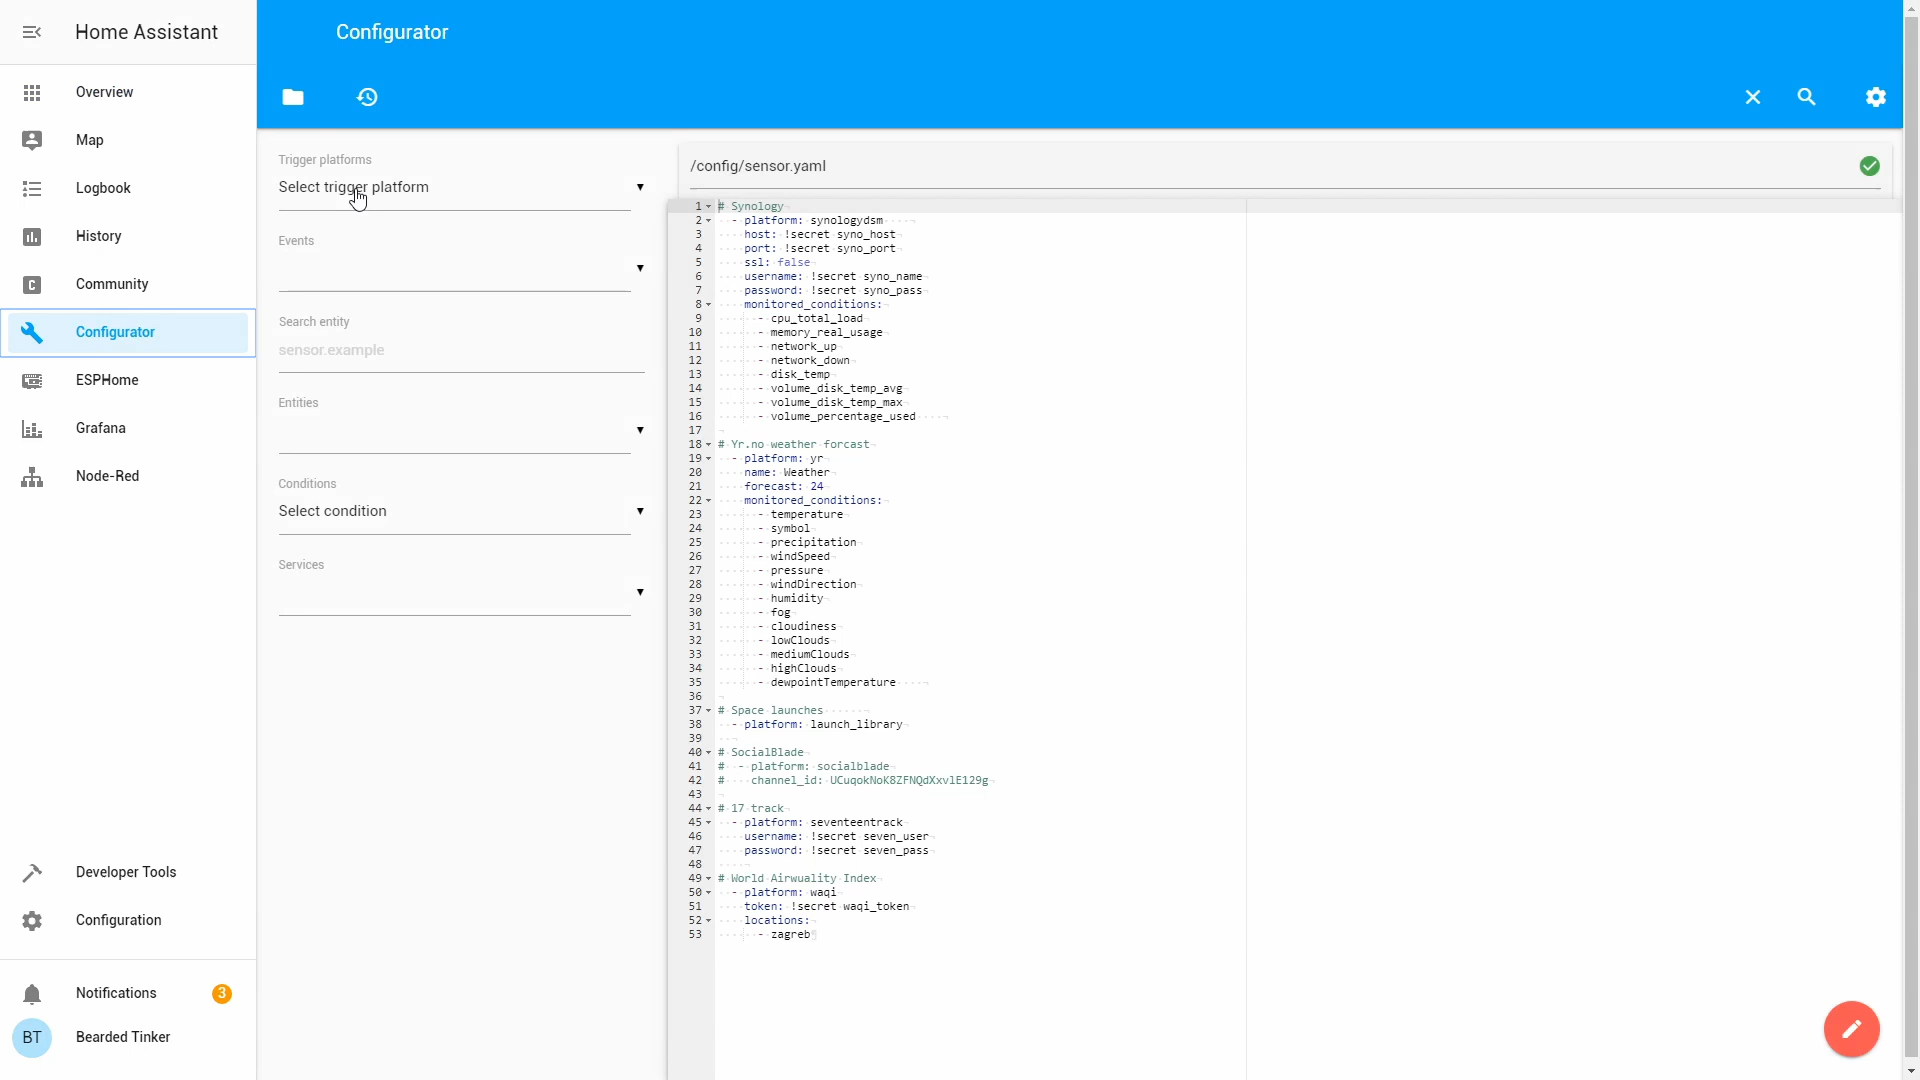 Home Assistant
Configurator
Overview
Map
Logbook
History
Community
Configurator
ESPHome
Grafana
Node-Red
Developer Tools
Configuration
Notifications 3
BT Bearded Tinker
Trigger platforms
Select trigger platform
Events
Search entity
sensor.example
Entities
Conditions
Select condition
Services
/config/sensor.yaml
1 # Synology
2 - platform: synologydsm
3 host: !secret syno_host
4 port: !secret syno_port
5 ssl: false
6 username: !secret syno_name
7 password: !secret syno_pass
8 monitored_conditions:
9 - cpu_total_load
10 - memory_real_usage
11 - network_up
12 - network_down
13 - disk_temp
14 - volume_disk_temp_avg
15 - volume_disk_temp_max
16 - volume_percentage_used
17
18 # Yr.no weather forcast
19 - platform: yr
20 name: Weather
21 forecast: 24
22 monitored_conditions:
23 - temperature
24 - symbol
25 - precipitation
26 - windSpeed
27 - pressure
28 - windDirection
29 - humidity
30 - fog
31 - cloudiness
32 - lowClouds
33 - mediumClouds
34 - highClouds
35 - dewpointTemperature
36
37 # Space launches
38 - platform: launch_library
39
40 # SocialBlade
41 # - platform: socialblade
42 # channel_id: UCuqokNoK8ZFNQdXxvlE129g
43
44 # 17 track
45 - platform: seventeentrack
46 username: !secret seven_user
47 password: !secret seven_pass
48
49 # World Airwuality Index
50 - platform: waqi
51 token: !secret waqi_token
52 locations:
53 - zagreb